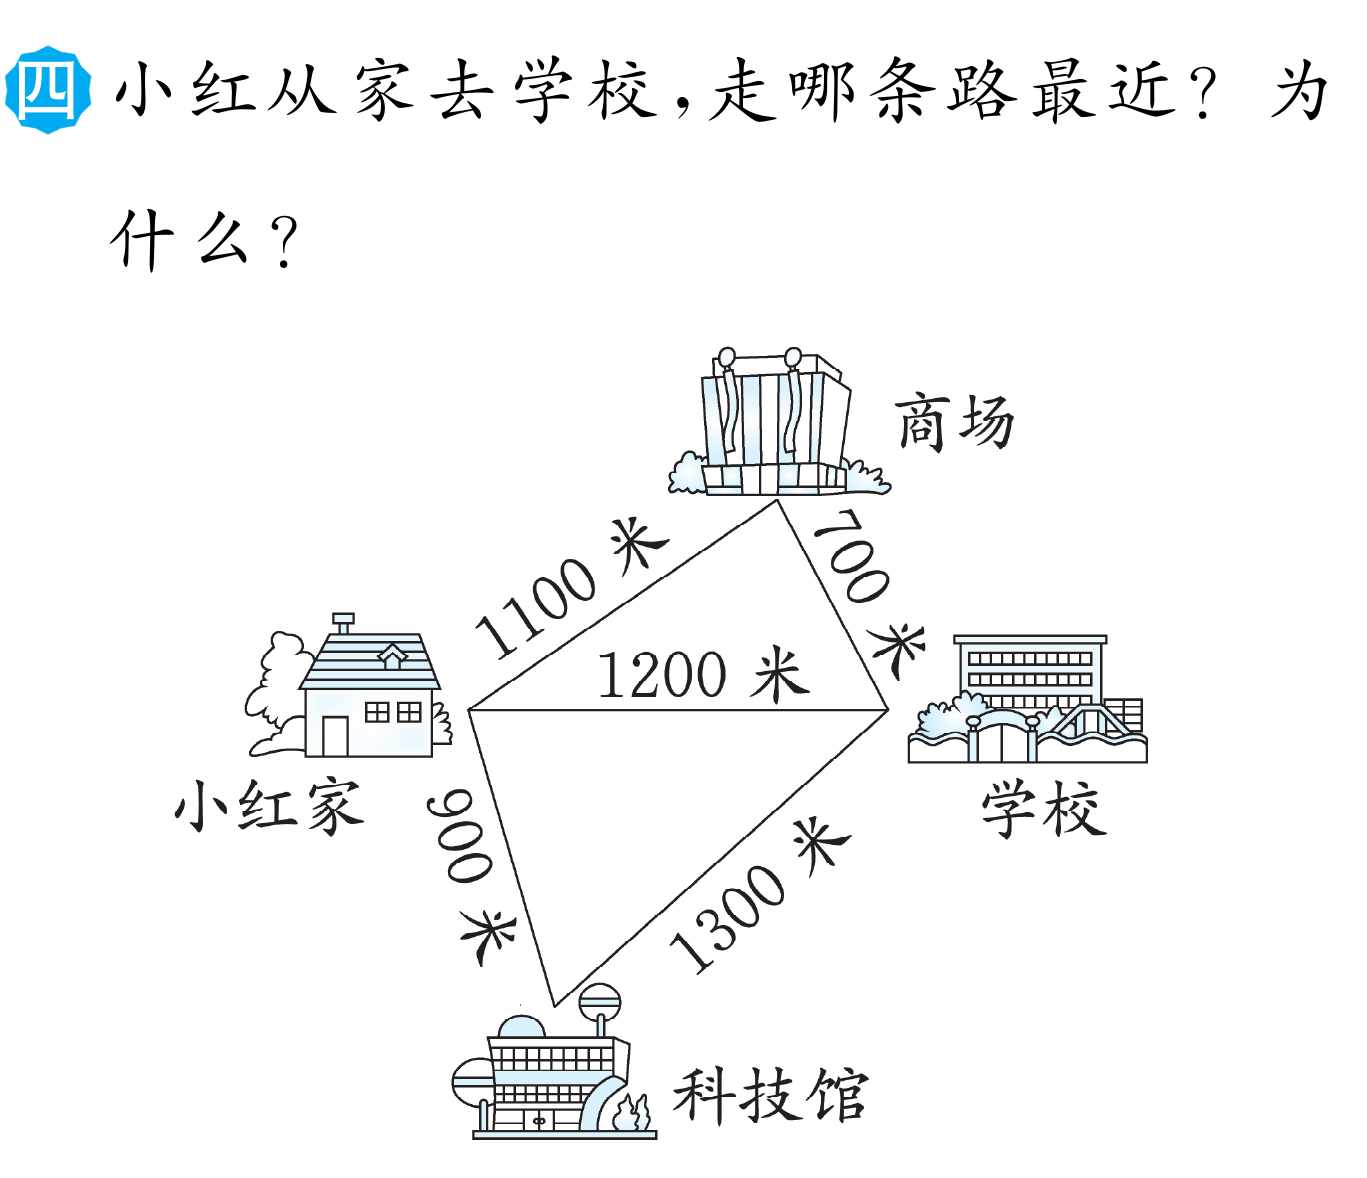 四 小红从家去学校,走哪条路最近? 为
什么?
商场
1100 米
700 米
1200 米
小红家
学校
900 米
1300 米
科技馆